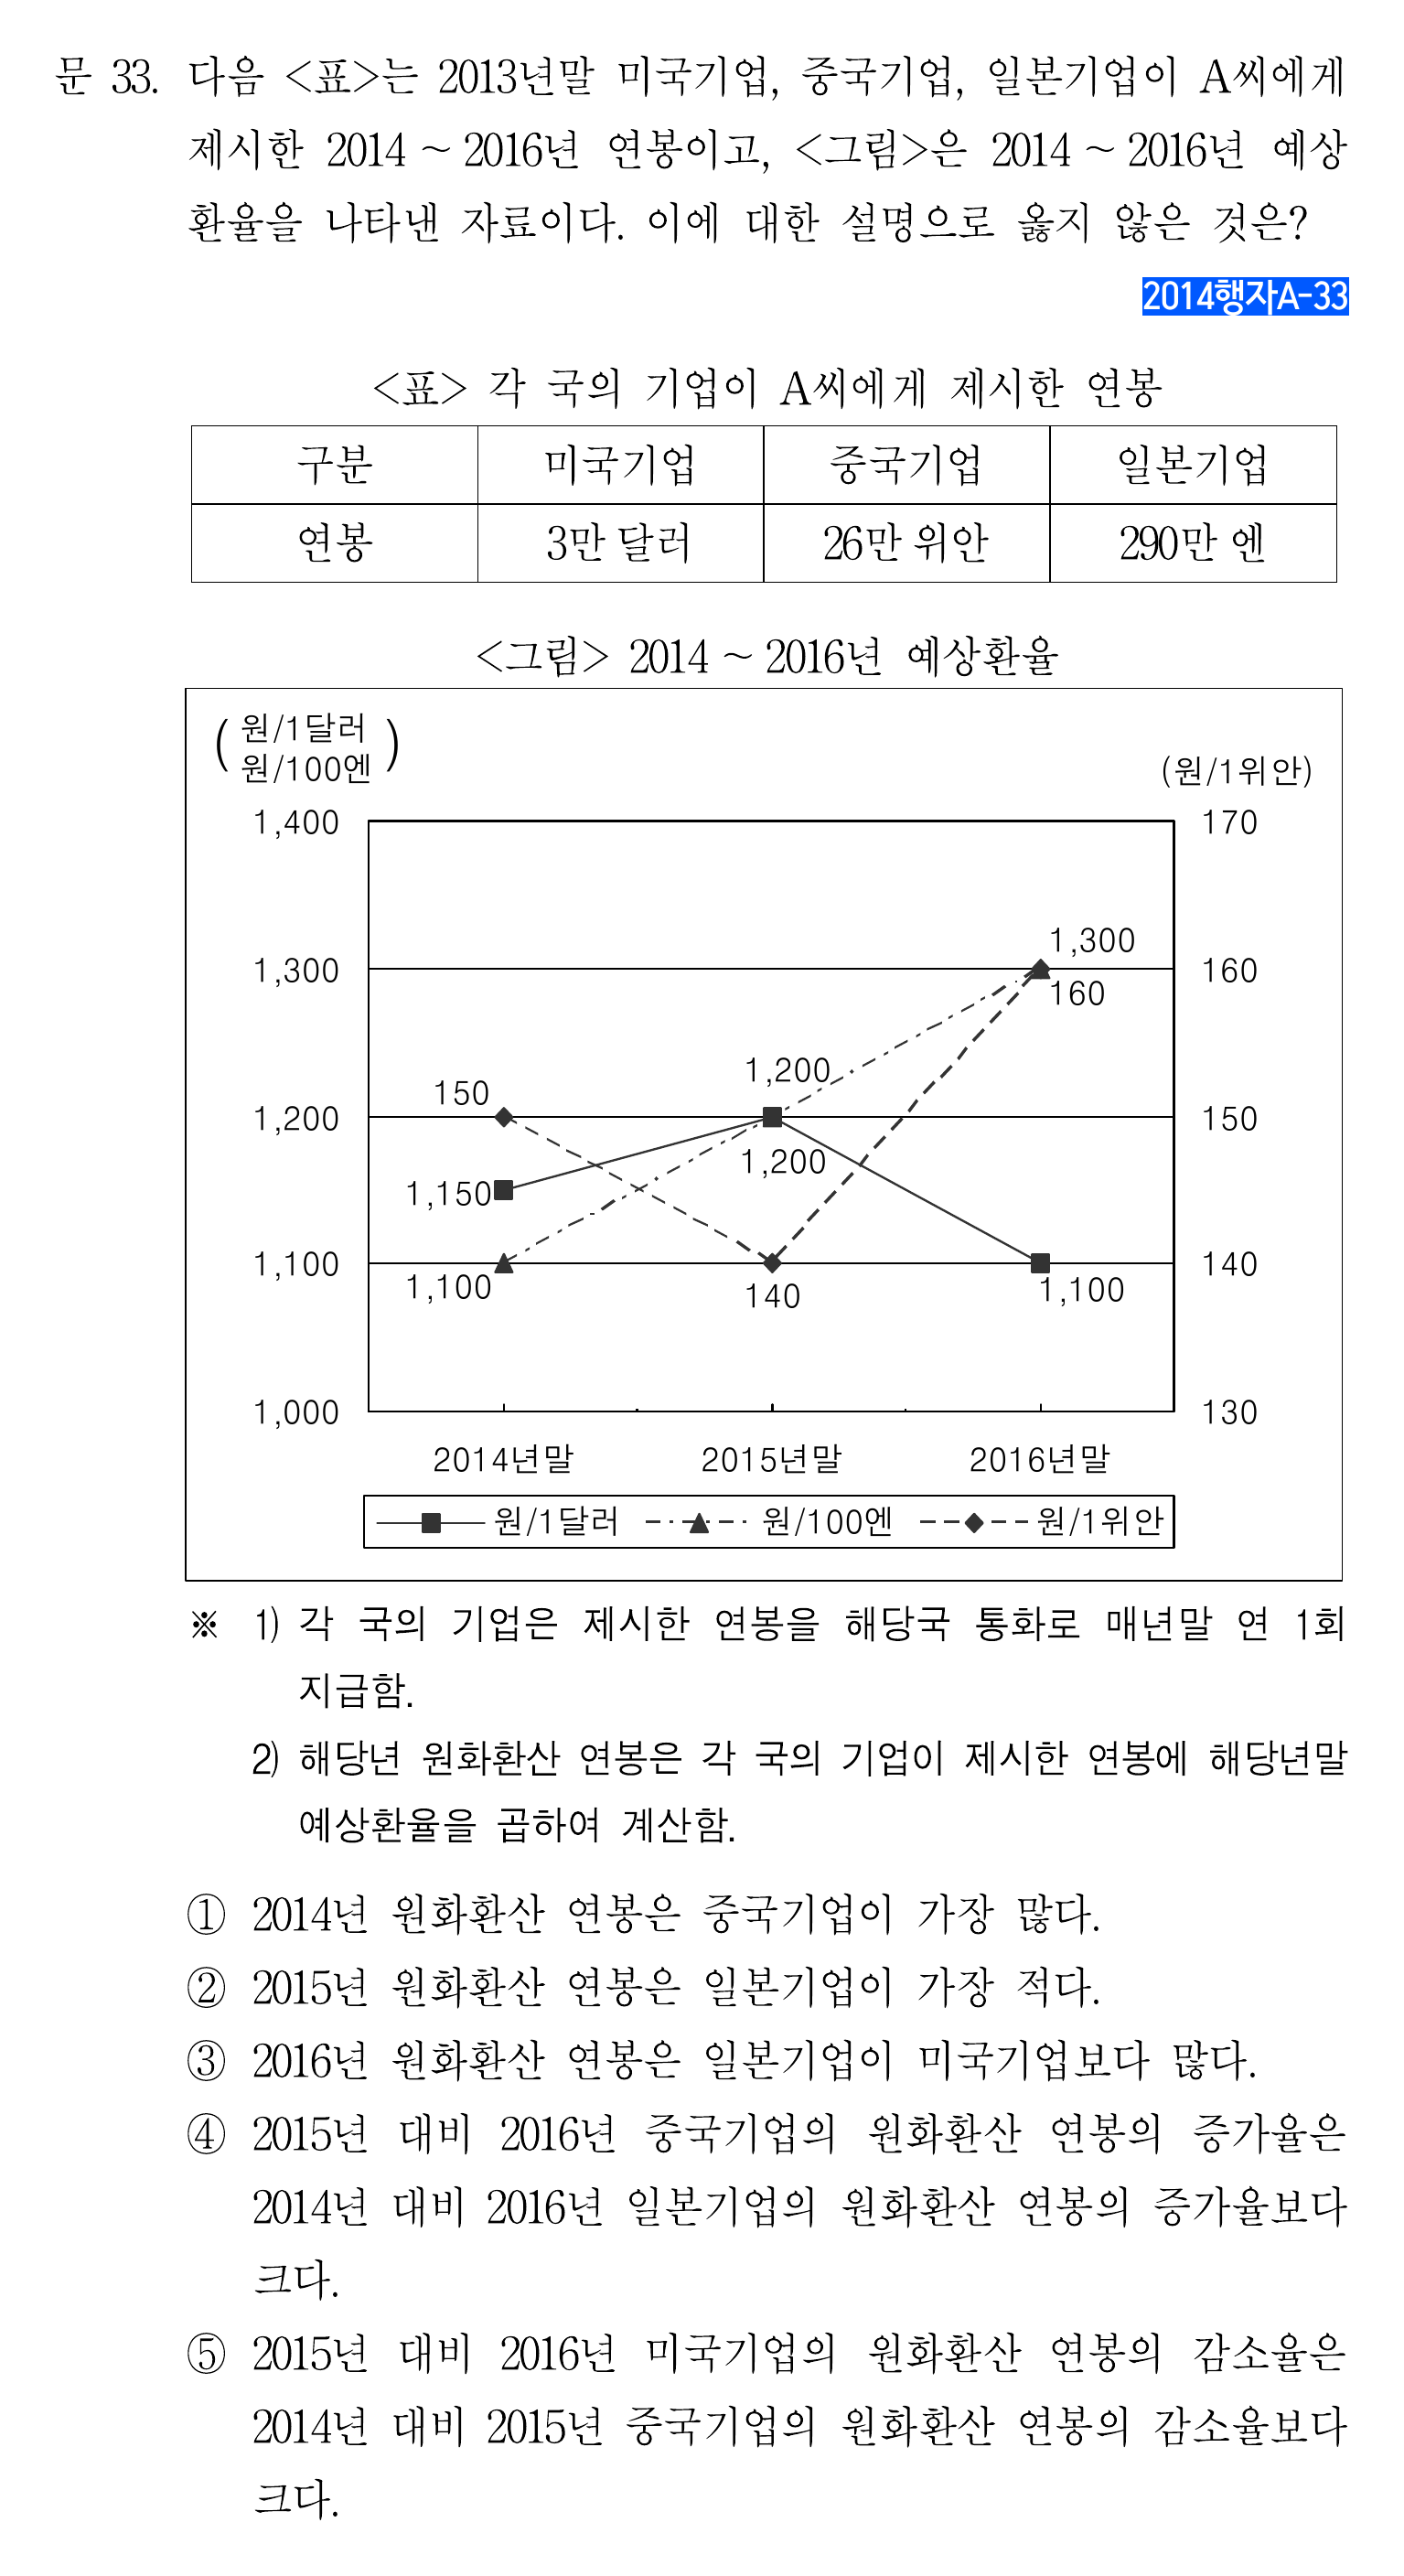 문 33. 다음 <표>는 2013년말 미국기업, 중국기업, 일본기업이 A씨에게
제시한 2014 ~ 2016년 연봉이고, <그림>은 2014 ~ 2016년 예상
환율을 나타낸 자료이다. 이에 대한 설명으로 옳지 않은 것은?
2014행자A-33
<표> 각 국의 기업이 A씨에게 제시한 연봉
구분 미국기업 중국기업 일본기업
연봉 3만 달러 26만 위안 290만 엔
<그림> 2014 ~ 2016년 예상환율
(원/1달러
원/100엔)
(원/1위안)
1,400 170
1,300
1,300 160
160
1,200
150
1,200 150
1,200
1,150
1,100 140
1,100 140 1,100
1,000 130
2014년말 2015년말 2016년말
원/1달러 원/100엔 원/1위안
※ 1) 각 국의 기업은 제시한 연봉을 해당국 통화로 매년말 연 1회
지급함.
2) 해당년 원화환산 연봉은 각 국의 기업이 제시한 연봉에 해당년말
예상환율을 곱하여 계산함.
① 2014년 원화환산 연봉은 중국기업이 가장 많다.
② 2015년 원화환산 연봉은 일본기업이 가장 적다.
③ 2016년 원화환산 연봉은 일본기업이 미국기업보다 많다.
④ 2015년 대비 2016년 중국기업의 원화환산 연봉의 증가율은
2014년 대비 2016년 일본기업의 원화환산 연봉의 증가율보다
크다.
⑤ 2015년 대비 2016년 미국기업의 원화환산 연봉의 감소율은
2014년 대비 2015년 중국기업의 원화환산 연봉의 감소율보다
크다.